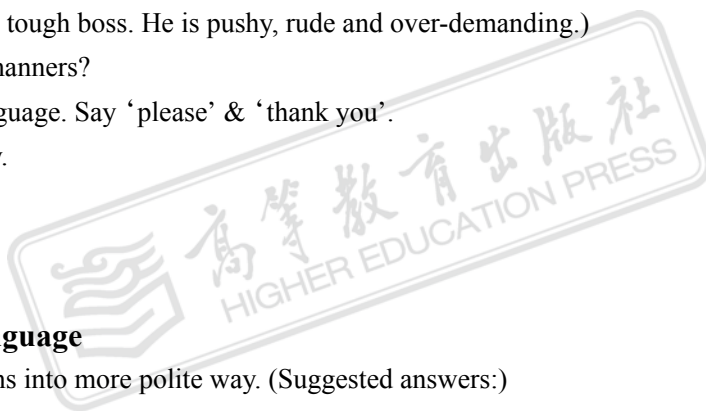 tough boss. He is pushy, rude and over-demanding.)
anners?
guage. Say ‘please’ & ‘thank you’.
.
高等教育出版社
HIGHER EDUCATION PRESS
guage
ns into more polite way. (Suggested answers:)